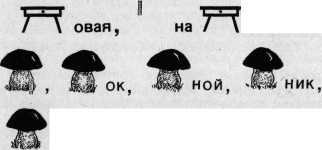 овая, на
, ок, ной, ник,